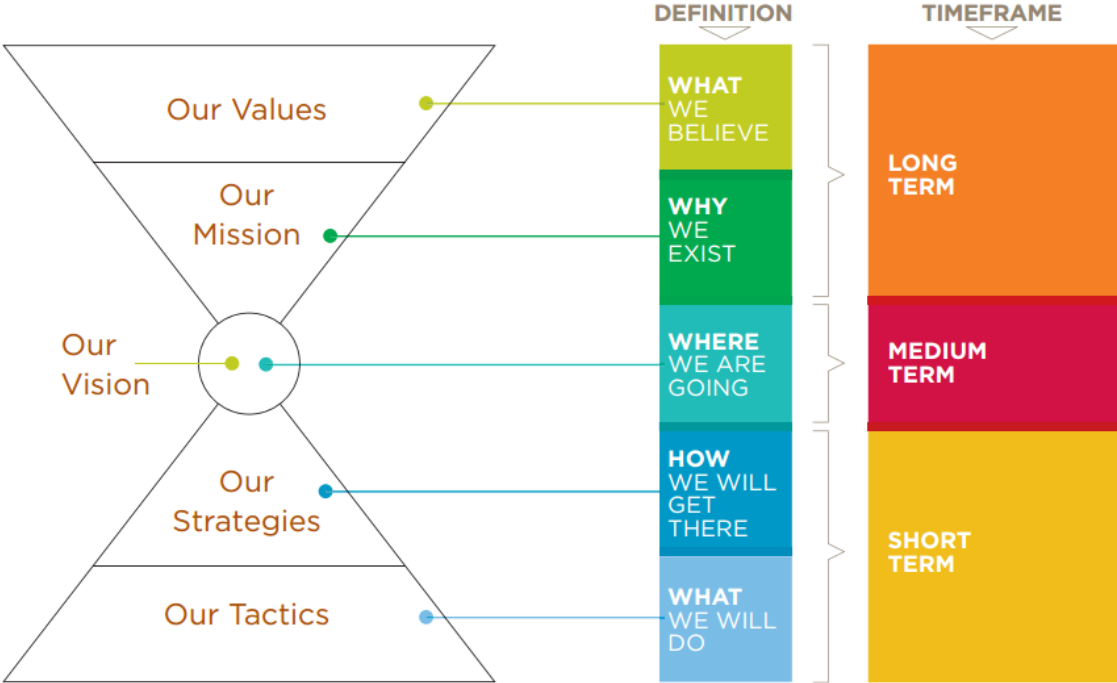 DEFINITION
TIMEFRAME
Our Values
Our
Mission
Our
Vision
Our
Strategies
Our Tactics
WHAT
WE
BELIEVE
WHY
WE
EXIST
WHERE
WE ARE
GOING
HOW
WE WILL
GET
THERE
WHAT
WE WILL
DO
LONG
TERM
MEDIUM
TERM
SHORT
TERM